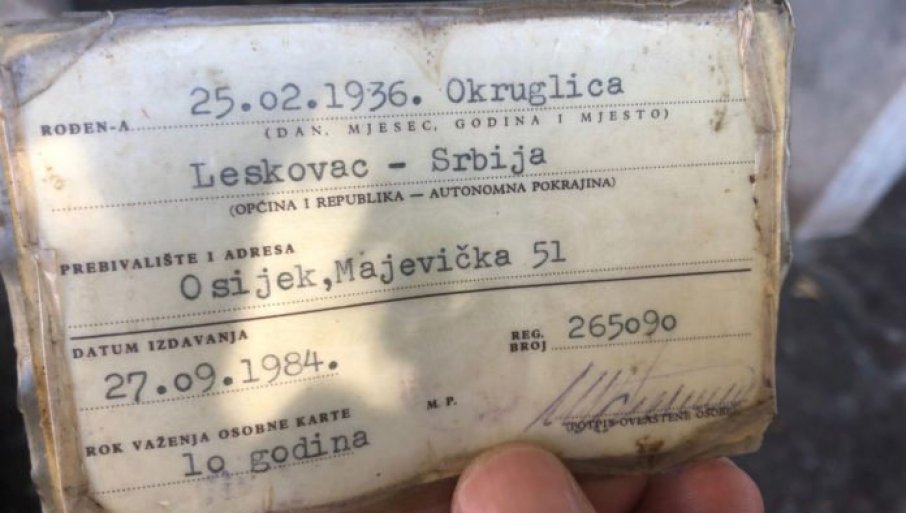 25.02.1936. Okruglica
ROĐEN-A
(DAN, MJESEC, GODINA I MJESTO)
Leskovac - Srbija
(OPĆINA I REPUBLIKA — AUTONOMNA POKRAJINA)
PREBIVALIŠTE I ADRESA
Osijek,Majevička 51
DATUM IZDAVANJA
REG. BROJ 265090
27.09.1984.
M. P.
(POTPIS OVLAŠTENE OSOBE)
ROK VAŽENJA OSOBNE KARTE
10 godina